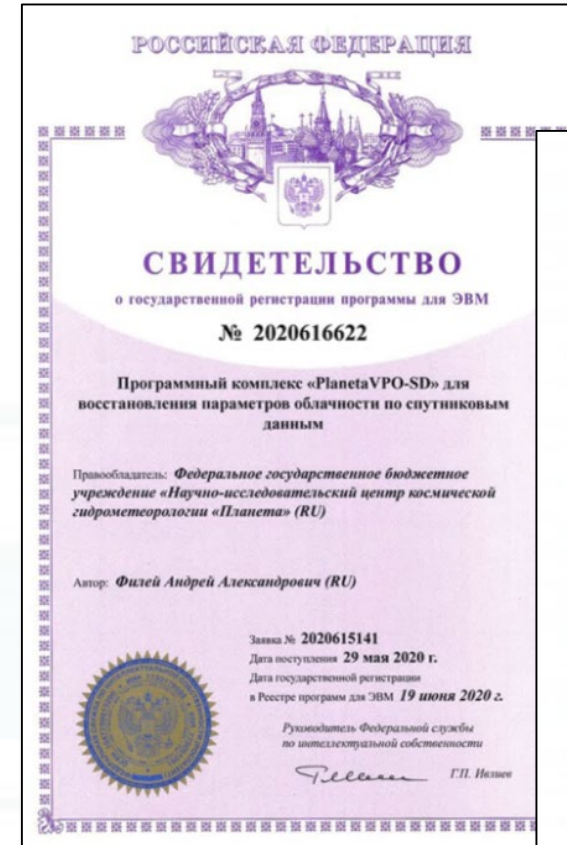 РОССИЙСКАЯ ФЕДЕРАЦИЯ
СВИДЕТЕЛЬСТВО
о государственной регистрации программы для ЭВМ
№ 2020616622
Программный комплекс «PlanetaVPO-SD» для
восстановления параметров облачности по спутниковым
данным
Правообладатель: Федеральное государственное бюджетное
учреждение «Научно-исследовательский центр космической
гидрометеорологии «Планета» (RU)
Автор: Филей Андрей Александрович (RU)
Заявка № 2020615141
Дата поступления 29 мая 2020 г.
Дата государственной регистрации
в Реестре программ для ЭВМ 19 июня 2020 г.
Руководитель Федеральной службы
по интеллектуальной собственности
Г.П. Ивлиев